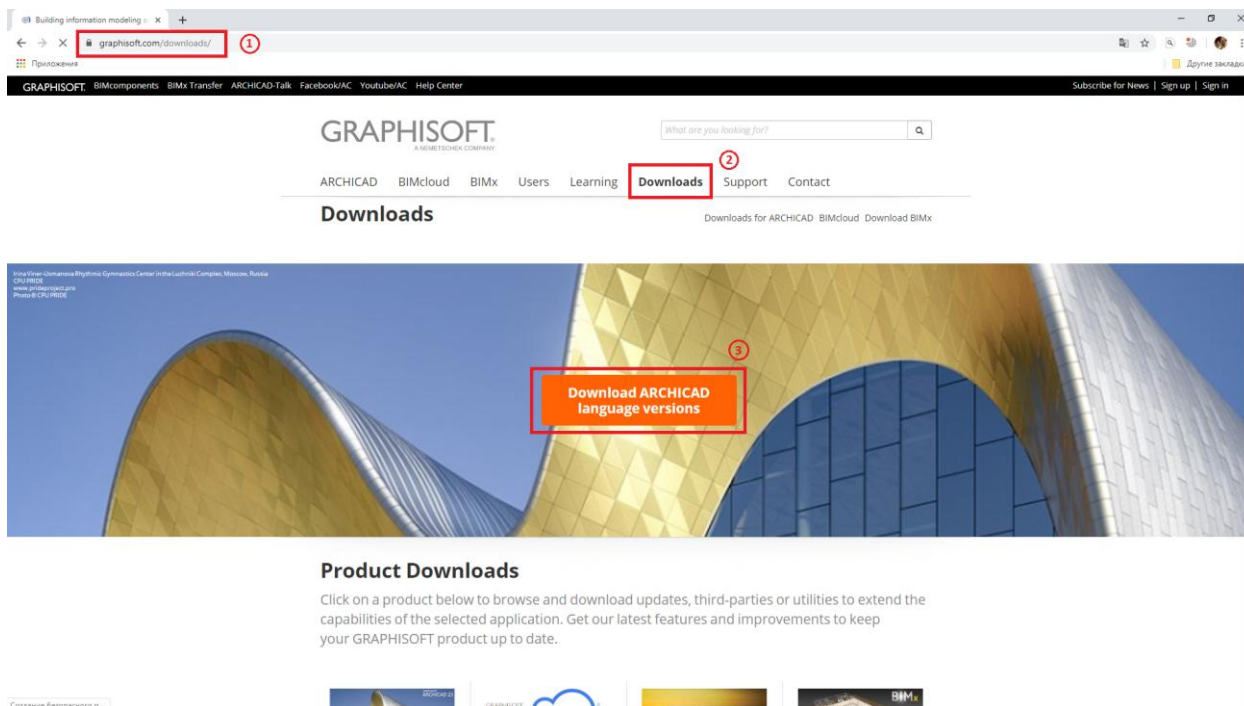 Building information modeling s
graphisoft.com/downloads/
1
Приложения
Другие закладки
GRAPHISOFT. BIMcomponents BIMx Transfer ARCHICAD-Talk Facebook/AC Youtube/AC Help Center
Subscribe for News | Sign up | Sign in
GRAPHISOFT.
A NEMETSCHEK COMPANY
What are you looking for?
2
ARCHICAD BIMcloud BIMx Users Learning Downloads Support Contact
Downloads
Downloads for ARCHICAD BIMcloud Download BIMx
Irina Viner-Usmanova Rhythmic Gymnastics Center in the Luzhniki Complex, Moscow, Russia
CPU PRIDE
www.prideproject.pro
Photo © CPU PRIDE
3
Download ARCHICAD
language versions
Product Downloads
Click on a product below to browse and download updates, third-parties or utilities to extend the
capabilities of the selected application. Get our latest features and improvements to keep
your GRAPHISOFT product up to date.
ARCHICAD 23
GRAPHISOFT
BIMx